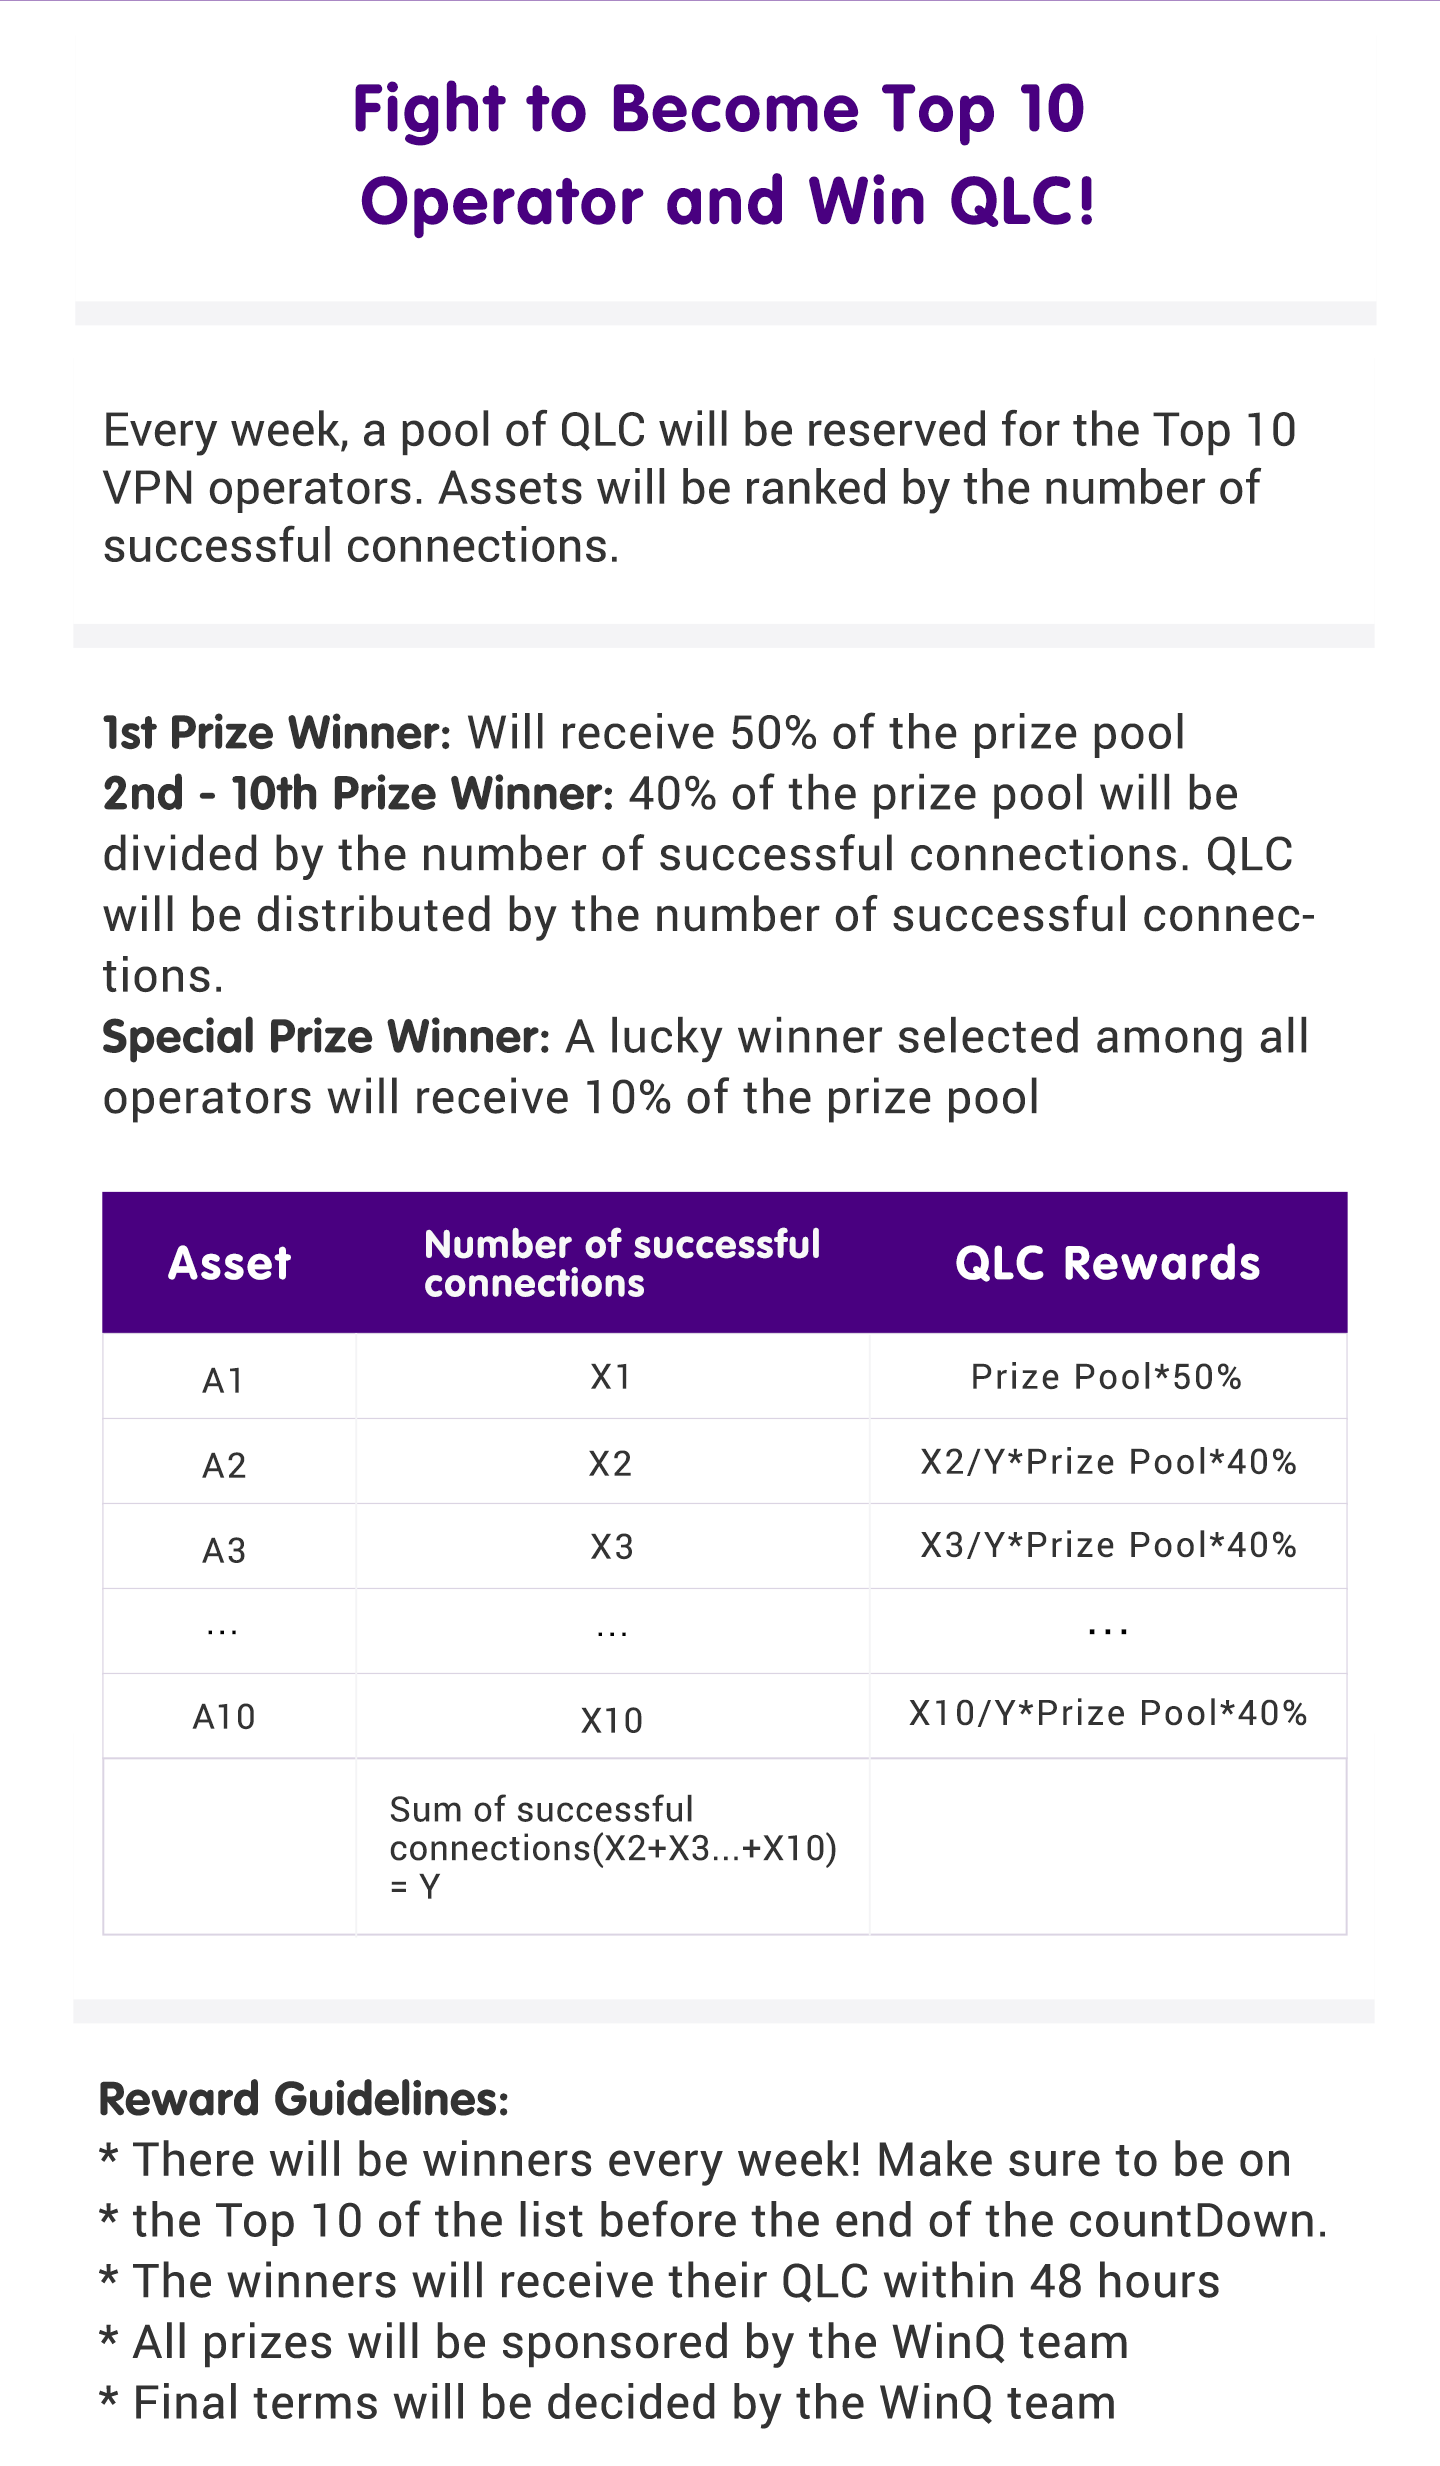 Fight to Become Top 10
Operator and Win QLC!
Every week, a pool of QLC will be reserved for the Top 10
VPN operators. Assets will be ranked by the number of
successful connections.
1st Prize Winner: Will receive 50% of the prize pool
2nd - 10th Prize Winner: 40% of the prize pool will be
divided by the number of successful connections. QLC
will be distributed by the number of successful connec-
tions.
Special Prize Winner: A lucky winner selected among all
operators will receive 10% of the prize pool
Asset
Number of successful
connections
QLC Rewards
A1 X1 Prize Pool*50%
A2 X2 X2/Y*Prize Pool*40%
A3 X3 X3/Y*Prize Pool*40%
... ... ...
A10 X10 X10/Y*Prize Pool*40%
Sum of successful
connections(X2+X3...+X10)
= Y
Reward Guidelines:
* There will be winners every week! Make sure to be on
* the Top 10 of the list before the end of the countDown.
* The winners will receive their QLC within 48 hours
* All prizes will be sponsored by the WinQ team
* Final terms will be decided by the WinQ team